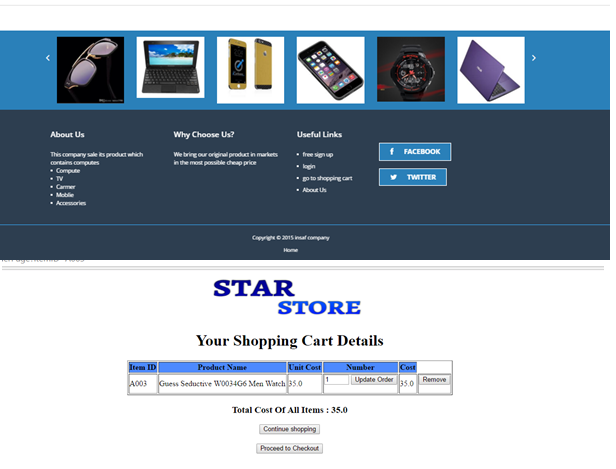 About Us
This company sale its product which
contains computes
Compute
TV
Garmer
Moblie
Accessories
Why Choose Us?
We bring our original product in markets
in the most possible cheap price
Useful Links
free sign up
login
go to shopping cart
About Us
FACEBOOK
TWITTER
Copyright © 2015 insaf company
Home
STAR
STORE
Your Shopping Cart Details
Item ID Product Name Unit Cost Number Cost
A003 Guess Seductive W0034G6 Men Watch 35.0 1 Update Order 35.0 Remove
Total Cost Of All Items : 35.0
Continue shopping
Proceed to Checkout